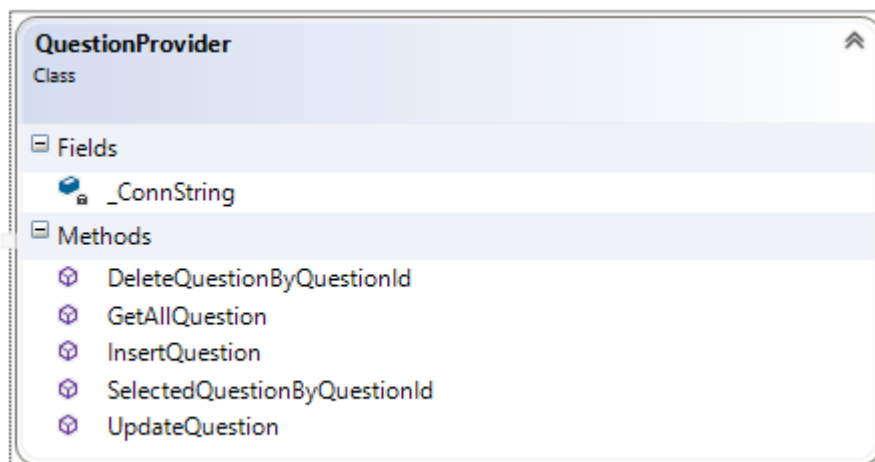 QuestionProvider
Class
Fields
_ConnString
Methods
DeleteQuestionByQuestionId
GetAllQuestion
InsertQuestion
SelectedQuestionByQuestionId
UpdateQuestion